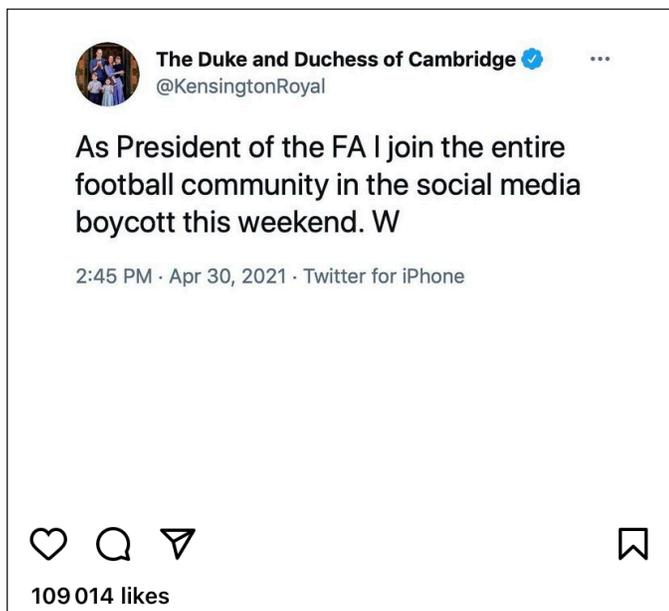 The Duke and Duchess of Cambridge
@KensingtonRoyal
As President of the FA I join the entire
football community in the social media
boycott this weekend. W
2:45 PM · Apr 30, 2021 · Twitter for iPhone
109 014 likes